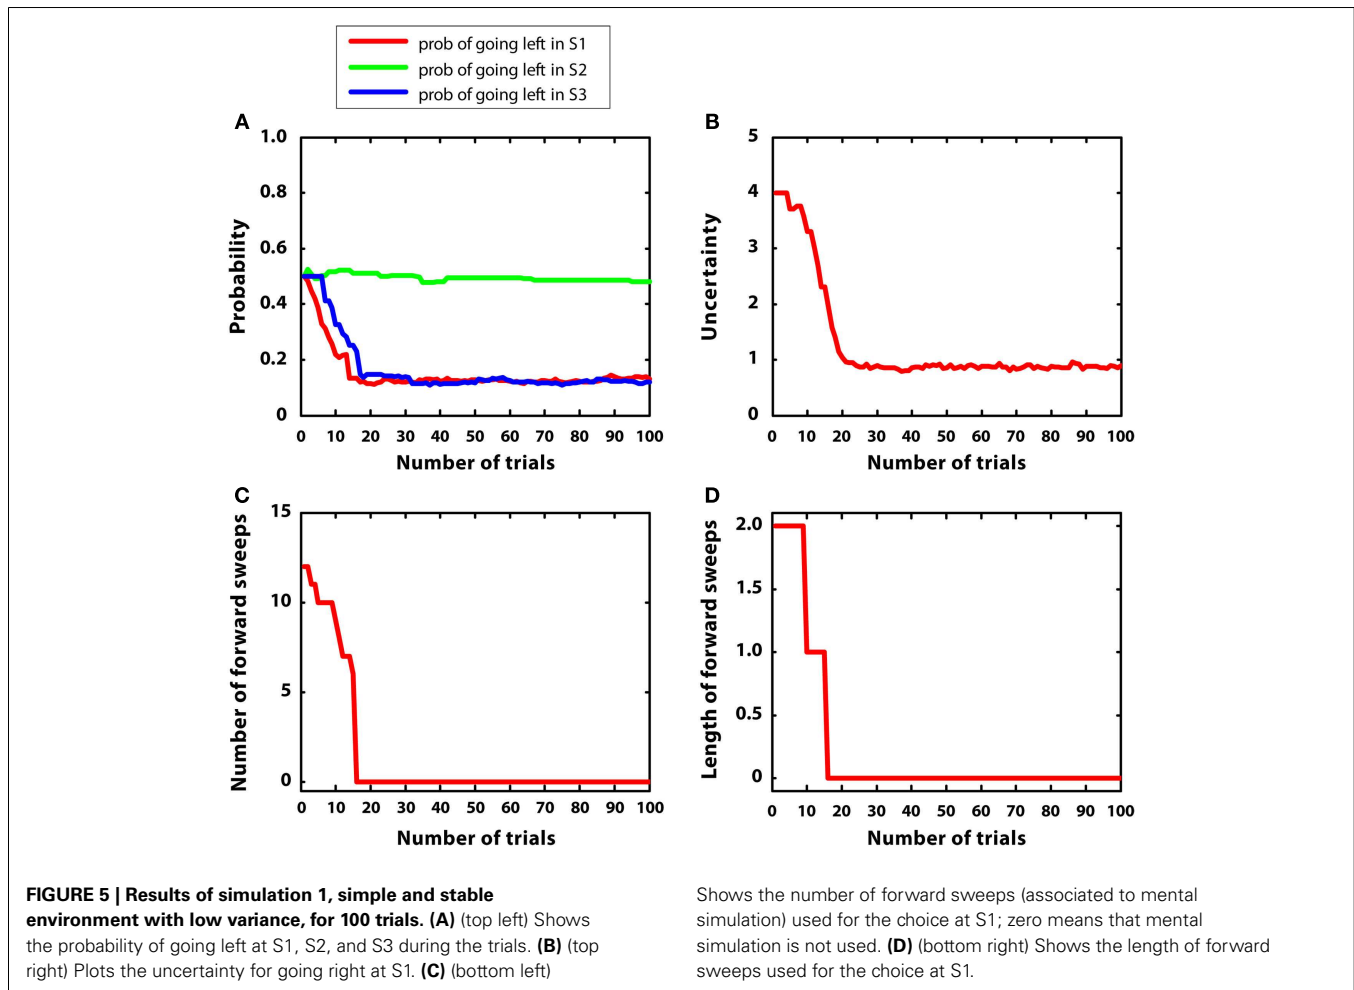 prob of going left in S1
prob of going left in S2
prob of going left in S3
A
1.0
0.8
0.6
0.4
0.2
0
Probability
0 10 20 30 40 50 60 70 80 90 100
Number of trials
B
5
4
3
2
1
0
Uncertainty
0 10 20 30 40 50 60 70 80 90 100
Number of trials
C
15
10
5
0
Number of forward sweeps
0 10 20 30 40 50 60 70 80 90 100
Number of trials
D
2.0
1.5
1.0
0.5
0
Length of forward sweeps
0 10 20 30 40 50 60 70 80 90 100
Number of trials
FIGURE 5 | Results of simulation 1, simple and stable
environment with low variance, for 100 trials. (A) (top left) Shows
the probability of going left at S1, S2, and S3 during the trials. (B) (top
right) Plots the uncertainty for going right at S1. (C) (bottom left)
Shows the number of forward sweeps (associated to mental
simulation) used for the choice at S1; zero means that mental
simulation is not used. (D) (bottom right) Shows the length of forward
sweeps used for the choice at S1.